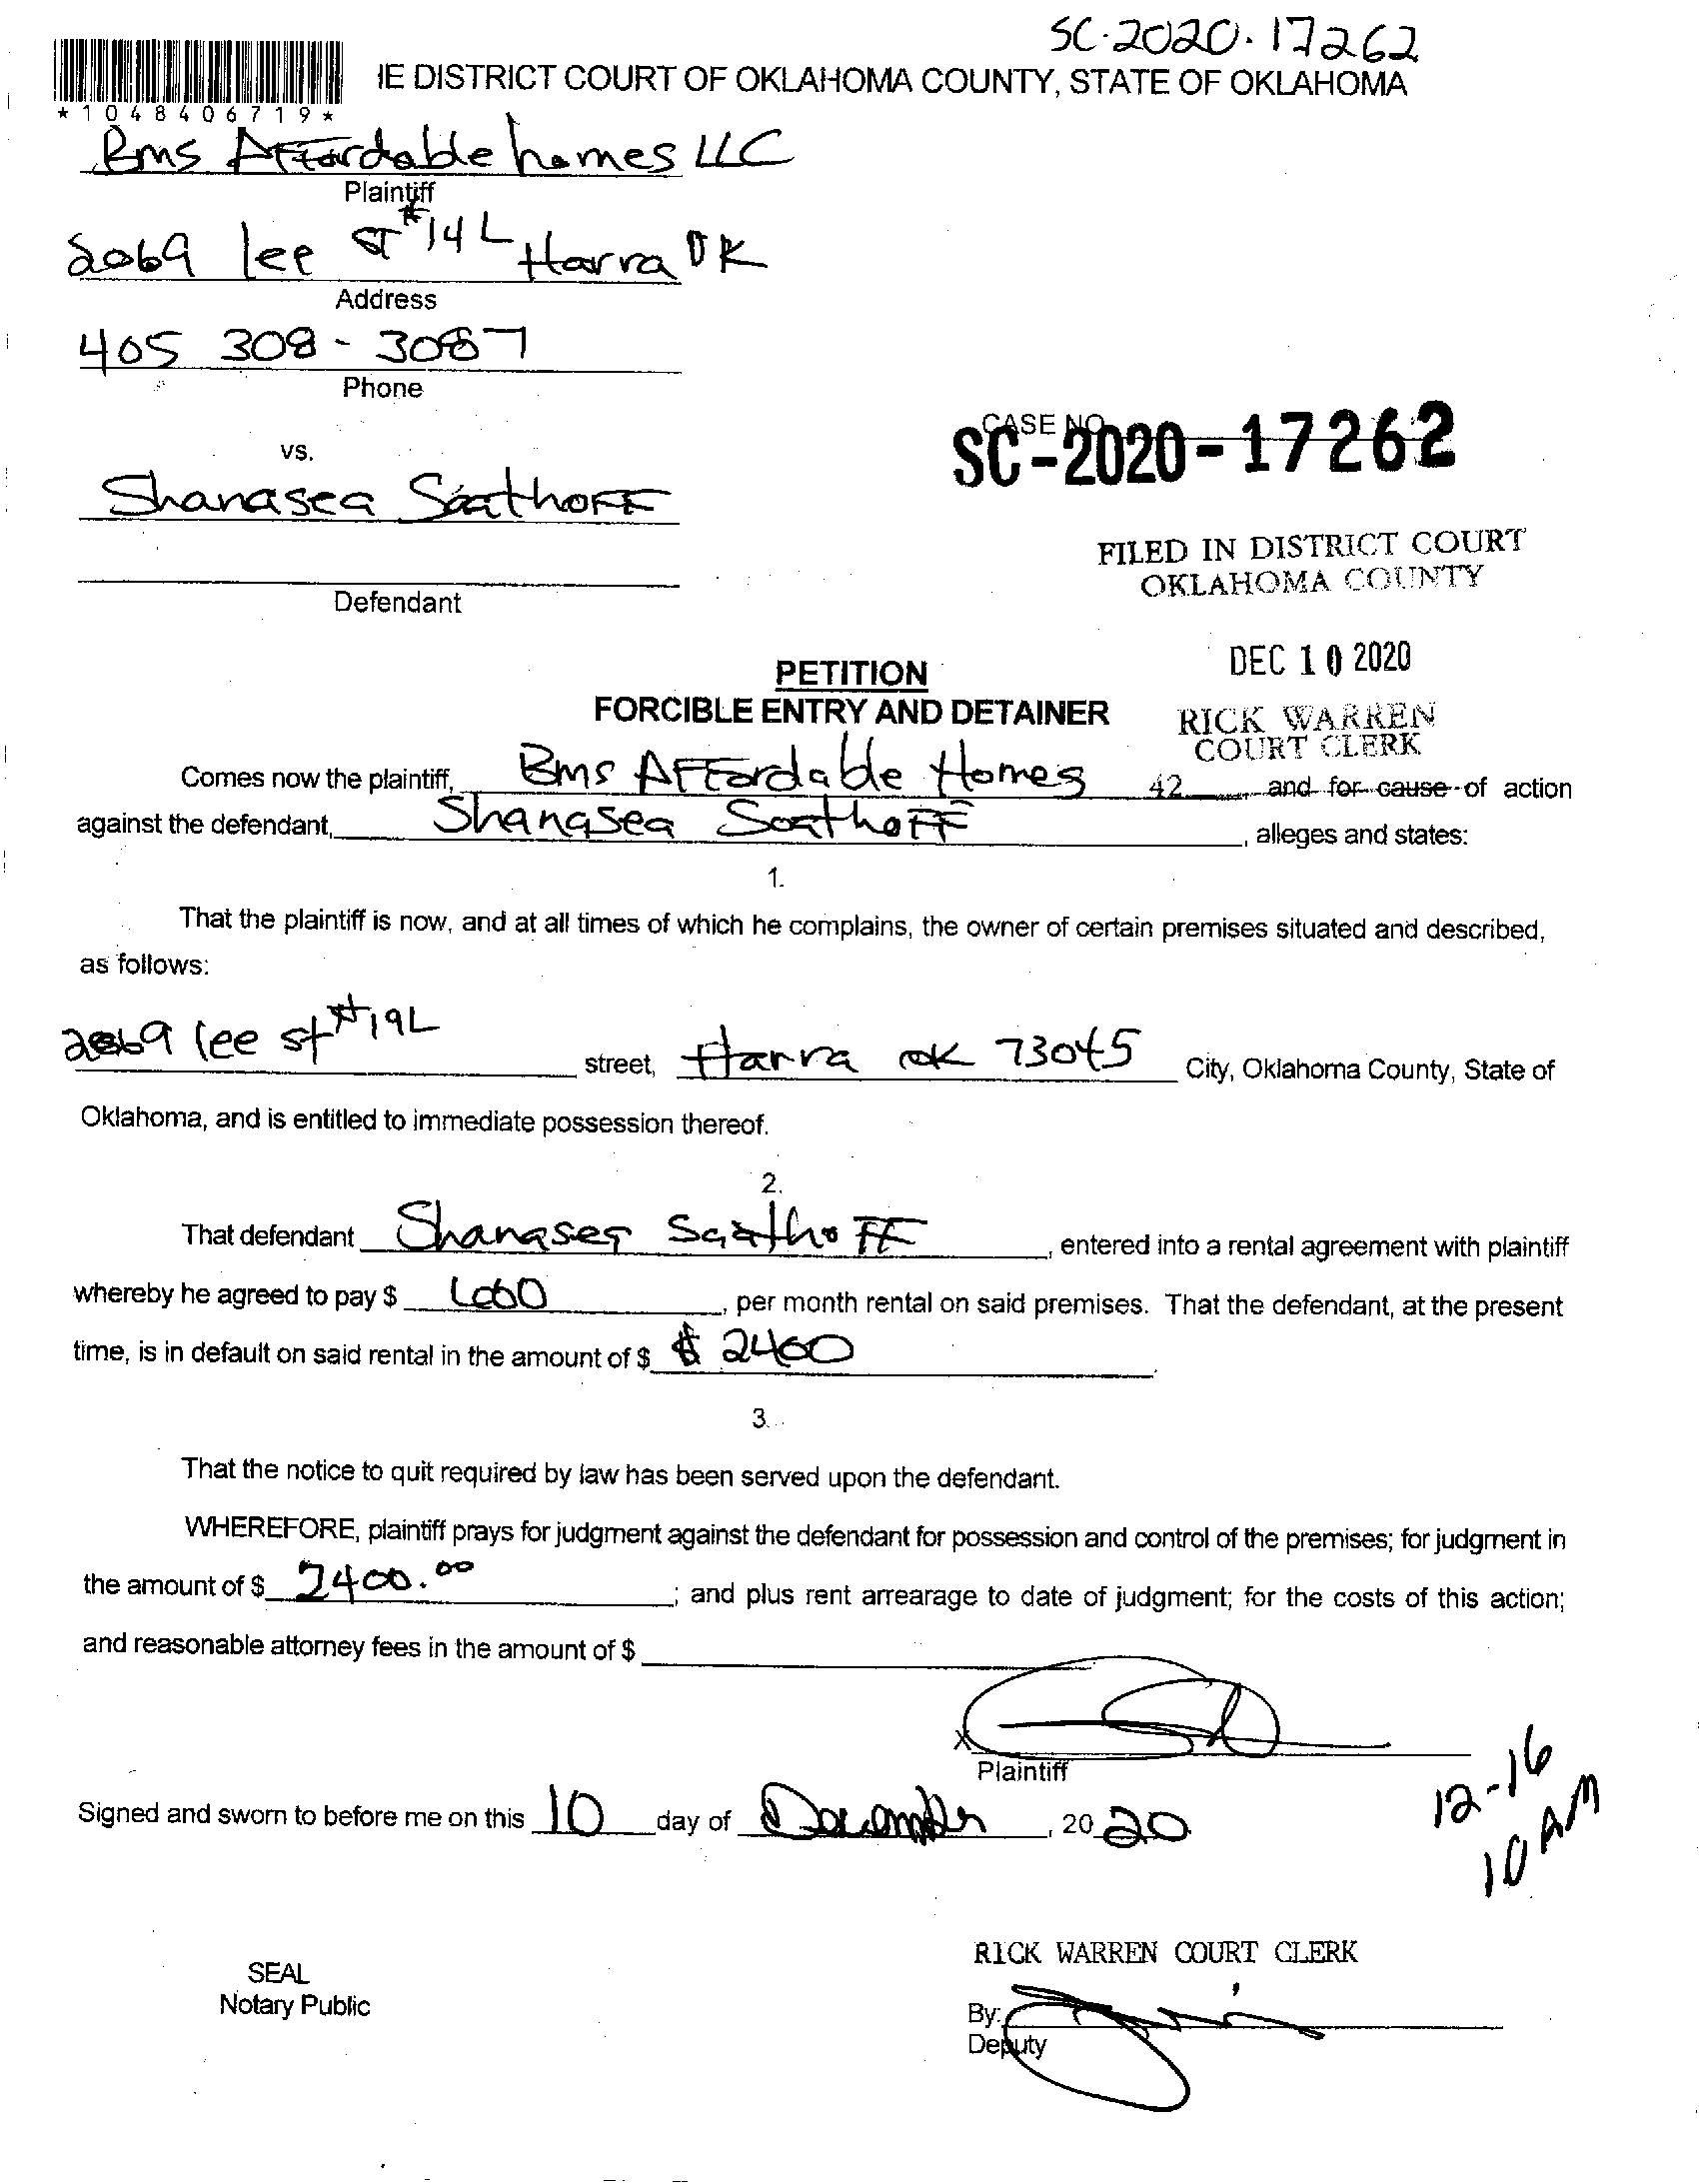 SC-2020-17262
IE DISTRICT COURT OF OKLAHOMA COUNTY, STATE OF OKLAHOMA
*1048406719*
Bms Affordable homes LLC
Plaintiff
2069 lee ST #14L Harra OK
Address
405 308-3087
Phone
CASE NO.
vs.
SC-2020-17262
Shanasea Saathoff
FILED IN DISTRICT COURT
OKLAHOMA COUNTY
Defendant
DEC 10 2020
PETITION
FORCIBLE ENTRY AND DETAINER
RICK WARREN
COURT CLERK
Comes now the plaintiff, Bms Affordable Homes 42 and for cause of action
against the defendant, Shanasea Saathoff, alleges and states:
1.
That the plaintiff is now, and at all times of which he complains, the owner of certain premises situated and described,
as follows:
2069 lee st #19L street, Harra OK 73045 City, Oklahoma County, State of
Oklahoma, and is entitled to immediate possession thereof.
2.
That defendant Shanasea Saathoff, entered into a rental agreement with plaintiff
whereby he agreed to pay $ , per month rental on said premises. That the defendant, at the present
time, is in default on said rental in the amount of $ $ 2400.
3.
That the notice to quit required by law has been served upon the defendant.
WHEREFORE, plaintiff prays for judgment against the defendant for possession and control of the premises; for judgment in
the amount of $ 2400.00; and plus rent arrearage to date of judgment; for the costs of this action;
and reasonable attorney fees in the amount of $
X
Plaintiff
Signed and sworn to before me on this 10 day of December, 2020
12-16
10 AM
RICK WARREN COURT CLERK
SEAL
Notary Public
By:
Deputy